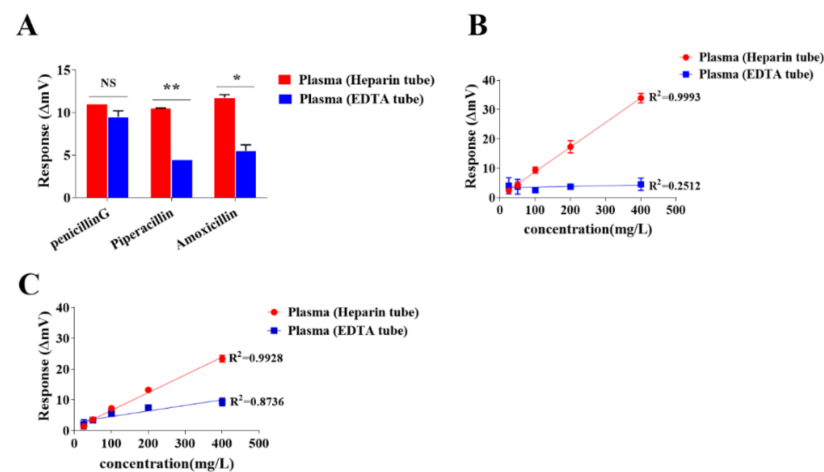 A
Response (ΔmV)
15
10
5
0
NS
**
*
penicillinG
Piperacillin
Amoxicillin
Plasma (Heparin tube)
Plasma (EDTA tube)
B
Plasma (Heparin tube)
Plasma (EDTA tube)
Response (ΔmV)
40
30
20
10
0
R²=0.9993
R²=0.2512
0 100 200 300 400 500
concentration(mg/L)
C
Plasma (Heparin tube)
Plasma (EDTA tube)
Response (ΔmV)
40
30
20
10
0
R²=0.9928
R²=0.8736
0 100 200 300 400 500
concentration(mg/L)